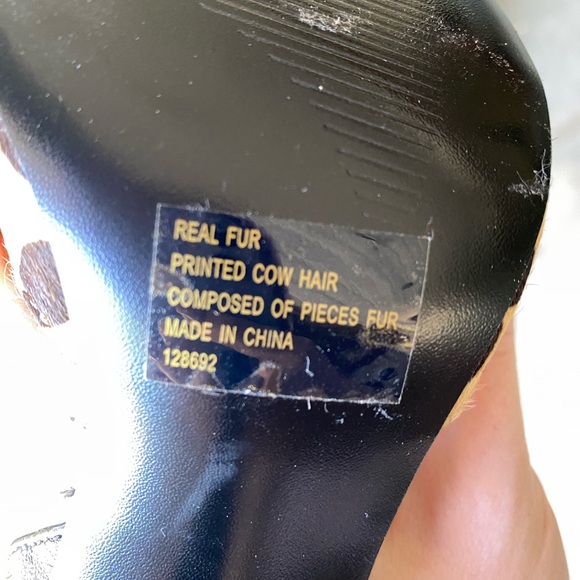 REAL FUR
PRINTED COW HAIR
COMPOSED OF PIECES FUR
MADE IN CHINA
128692